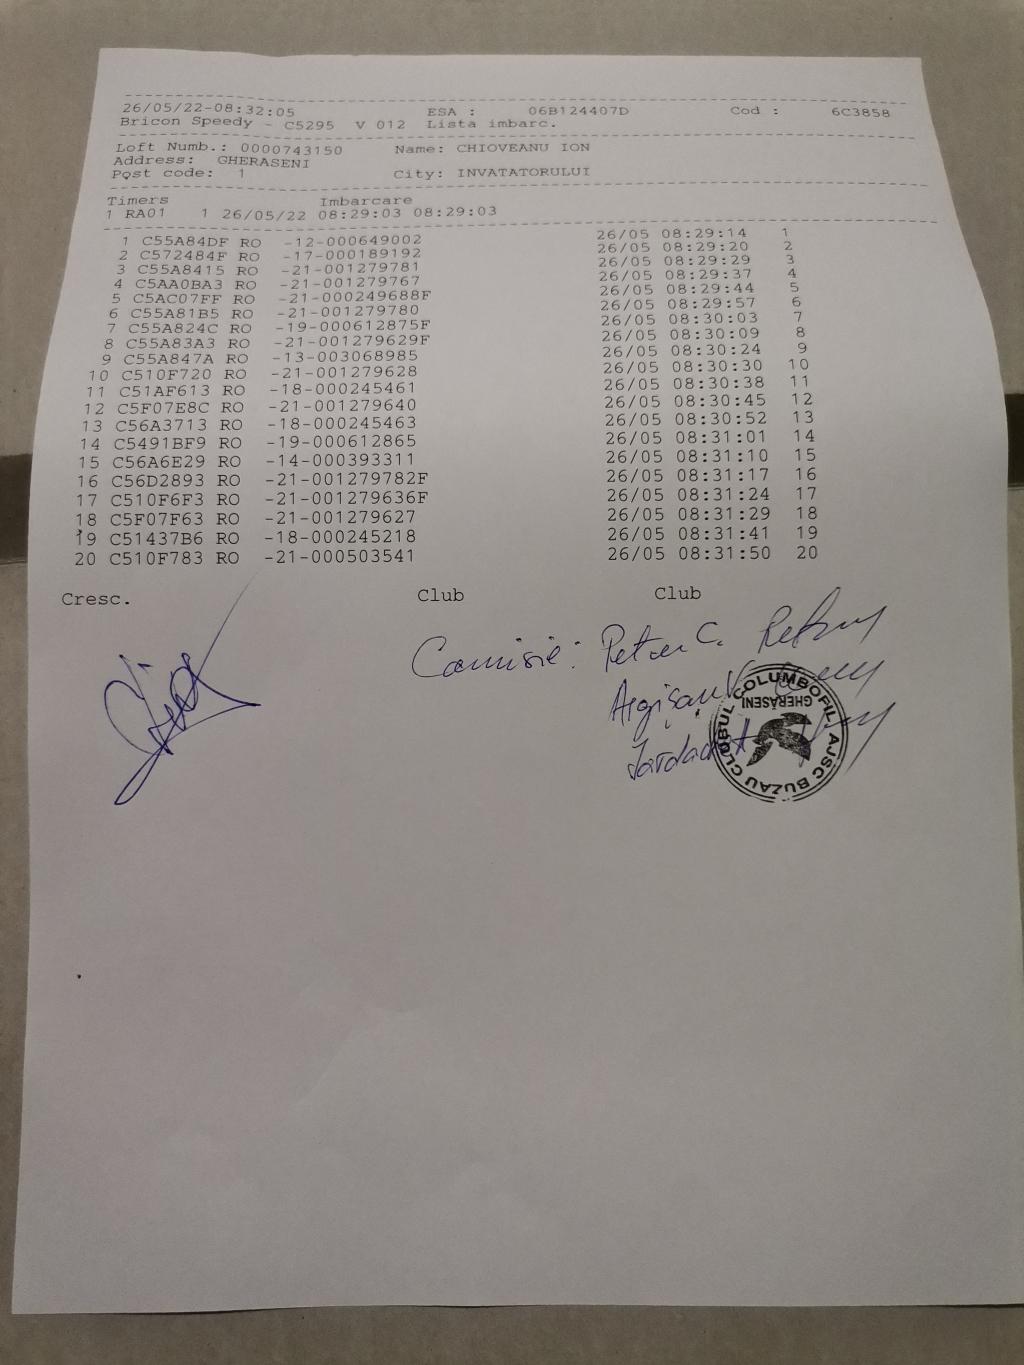 26/05/22-08:32:05 ESA : 06B124407D Cod : 6C3858
Bricon Speedy - C5295 V 012 Lista imbarc.
Loft Numb.: 0000743150 Name: CHIOVEANU ION
Address: GHERASENI
Post code: 1 City: INVATATORULUI
Timers Imbarcare
1 RA01 1 26/05/22 08:29:03 08:29:03
1 C55A84DF RO -12-000649002 26/05 08:29:14 1
2 C572484F RO -17-000189192 26/05 08:29:20 2
3 C55A8415 RO -21-001279781 26/05 08:29:29 3
4 C5AA0BA3 RO -21-001279767 26/05 08:29:37 4
5 C5AC07FF RO -21-000249688F 26/05 08:29:44 5
6 C55A81B5 RO -21-001279780 26/05 08:29:57 6
7 C55A824C RO -19-000612875F 26/05 08:30:03 7
8 C55A83A3 RO -21-001279629F 26/05 08:30:09 8
9 C55A847A RO -13-003068985 26/05 08:30:24 9
10 C510F720 RO -21-001279628 26/05 08:30:30 10
11 C51AF613 RO -18-000245461 26/05 08:30:38 11
12 C5F07E8C RO -21-001279640 26/05 08:30:45 12
13 C56A3713 RO -18-000245463 26/05 08:30:52 13
14 C5491BF9 RO -19-000612865 26/05 08:31:01 14
15 C56A6E29 RO -14-000393311 26/05 08:31:10 15
16 C56D2893 RO -21-001279782F 26/05 08:31:17 16
17 C510F6F3 RO -21-001279636F 26/05 08:31:24 17
18 C5F07F63 RO -21-001279627 26/05 08:31:29 18
19 C51437B6 RO -18-000245218 26/05 08:31:41 19
20 C510F783 RO -21-000503541 26/05 08:31:50 20
Cresc. Club Club
Comisie: Petre C.
CLUBUL COLUMBOFIL AJSC BUZAU
GHERĂSENI